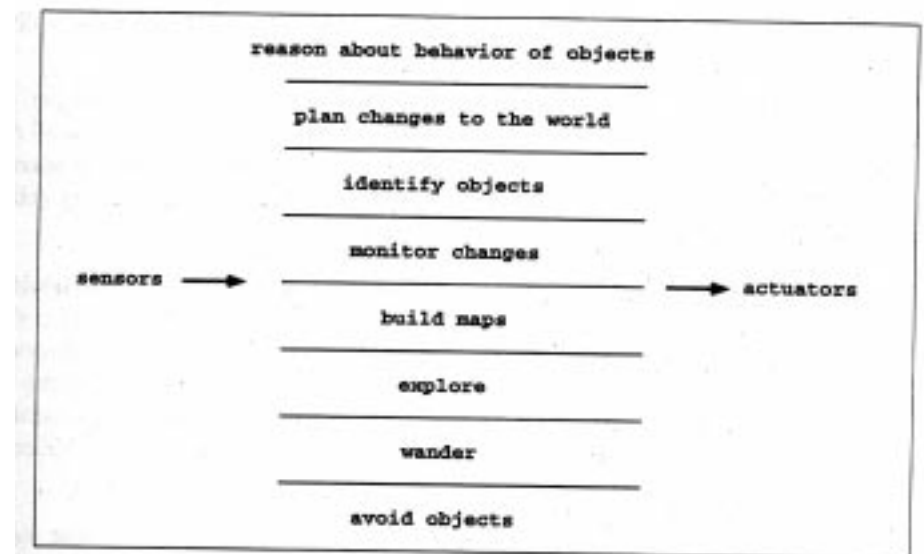 reason about behavior of objects
plan changes to the world
identify objects
monitor changes
sensors
actuators
build maps
explore
wander
avoid objects